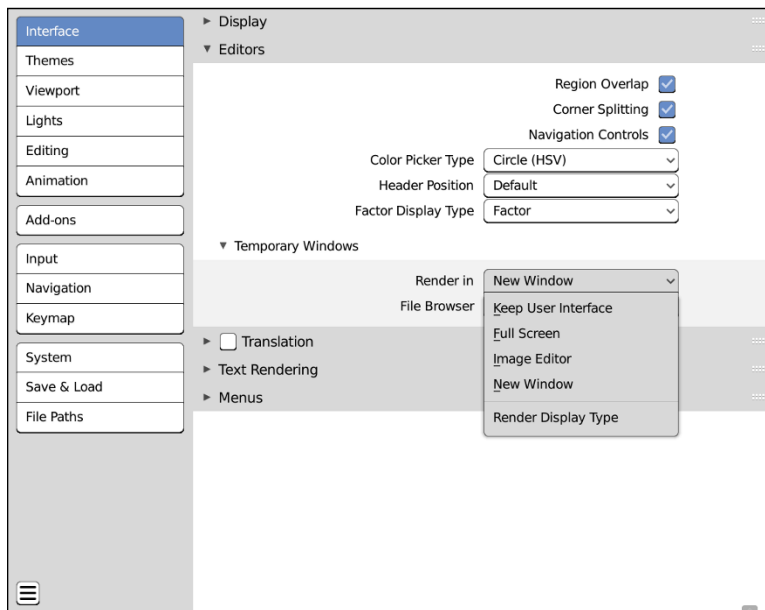 Interface
Themes
Viewport
Lights
Editing
Animation
Add-ons
Input
Navigation
Keymap
System
Save & Load
File Paths
Display
Editors
Region Overlap
Corner Splitting
Navigation Controls
Color Picker Type Circle (HSV)
Header Position Default
Factor Display Type Factor
Temporary Windows
Render in New Window
File Browser
Keep User Interface
Full Screen
Image Editor
New Window
Render Display Type
Translation
Text Rendering
Menus